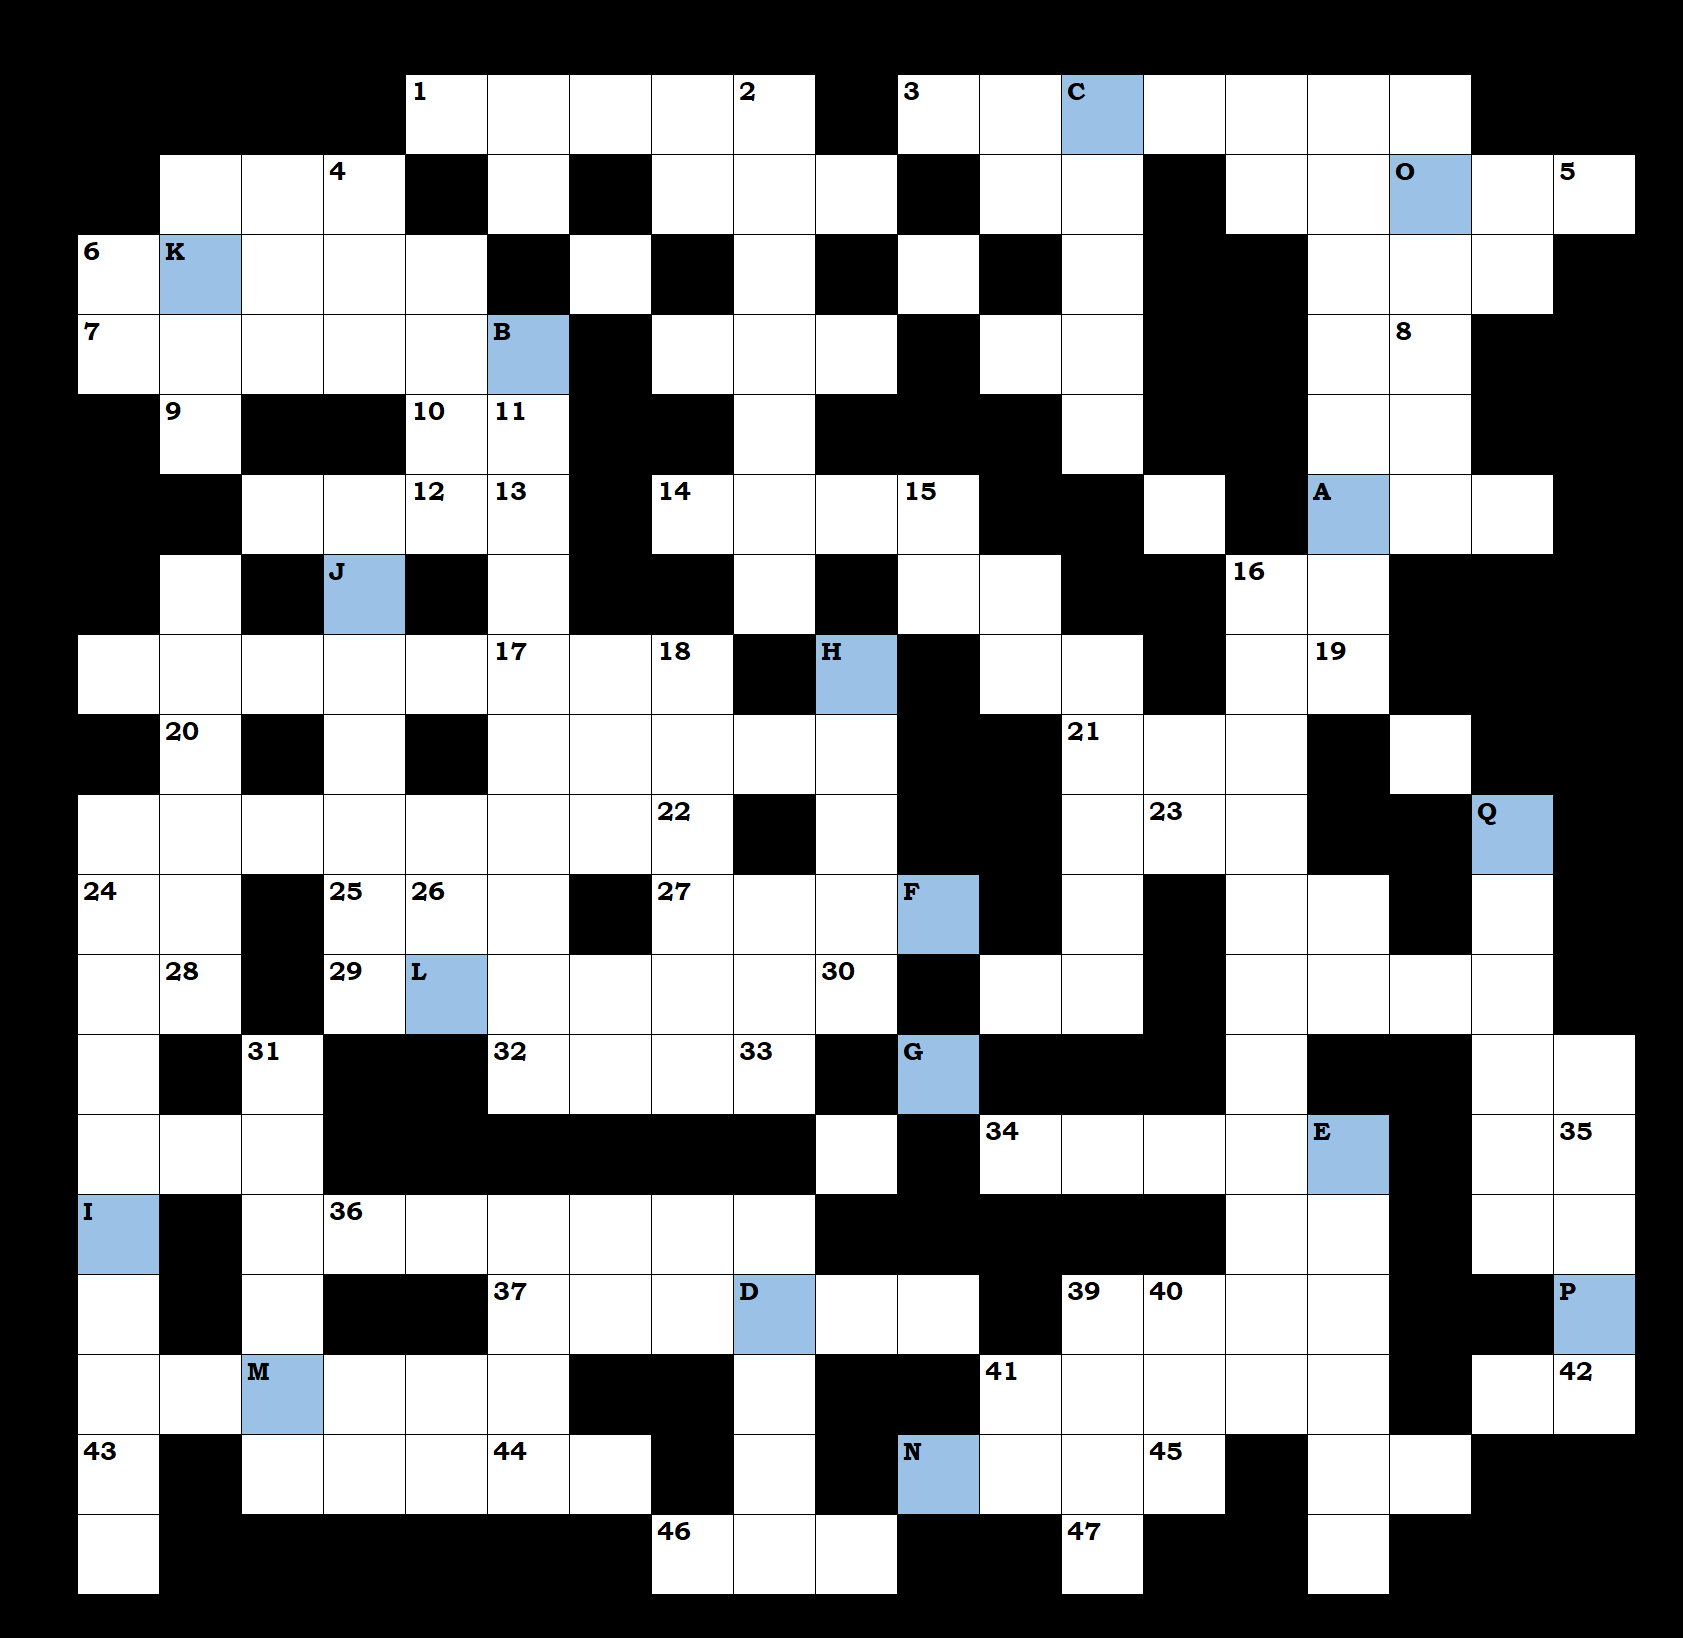 1 2 3 C
4 O 5
6 K
7 B 8
9 10 11
12 13 14 15 A
J 16
17 18 H 19
20 21
22 23 Q
24 25 26 27 F
28 29 L 30
31 32 33 G
34 E 35
I 36
37 D 39 40 P
M 41 42
43 44 N 45
46 47